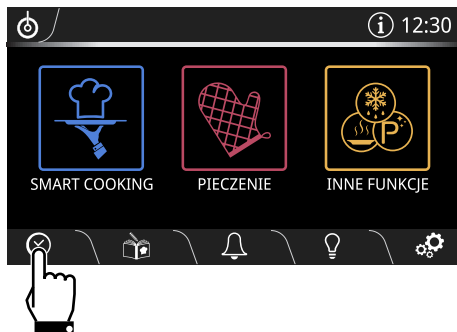 12:30
SMART COOKING
PIECZENIE
INNE FUNKCJE
P